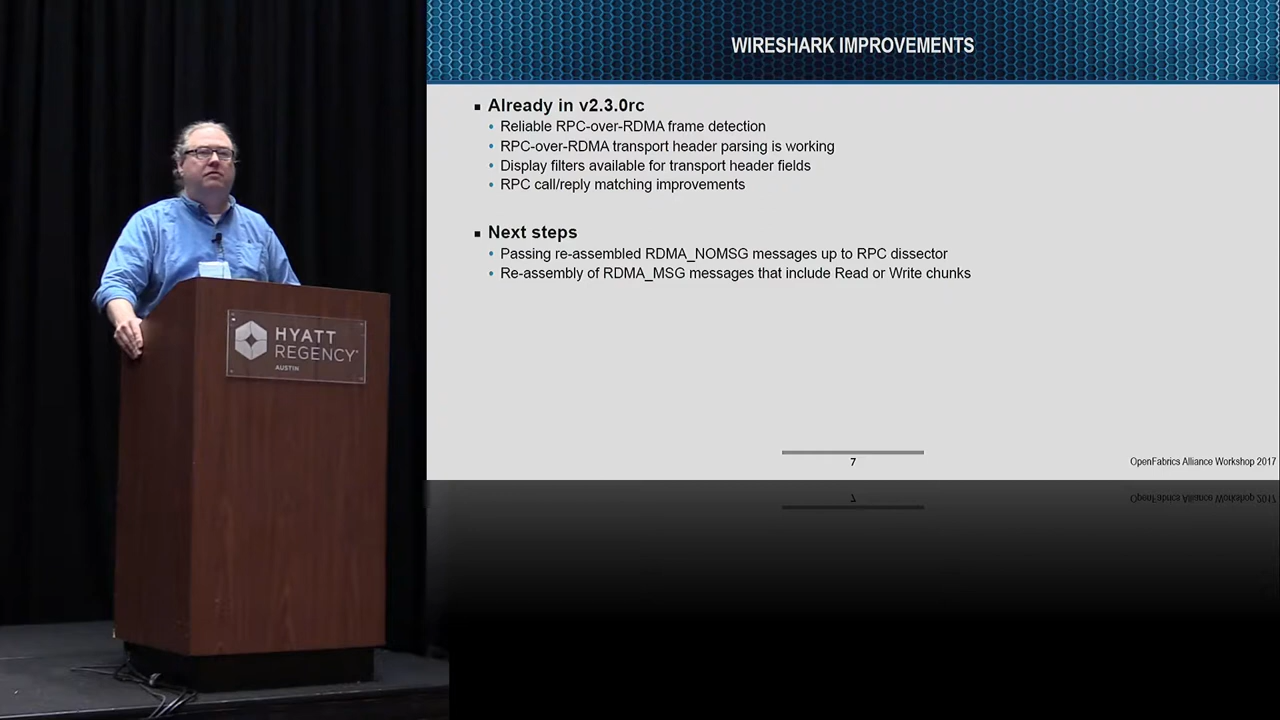 WIRESHARK IMPROVEMENTS
Already in v2.3.0rc
Reliable RPC-over-RDMA frame detection
RPC-over-RDMA transport header parsing is working
Display filters available for transport header fields
RPC call/reply matching improvements
Next steps
Passing re-assembled RDMA_NOMSG messages up to RPC dissector
Re-assembly of RDMA_MSG messages that include Read or Write chunks
7
OpenFabrics Alliance Workshop 2017
HYATT
REGENCY
AUSTIN